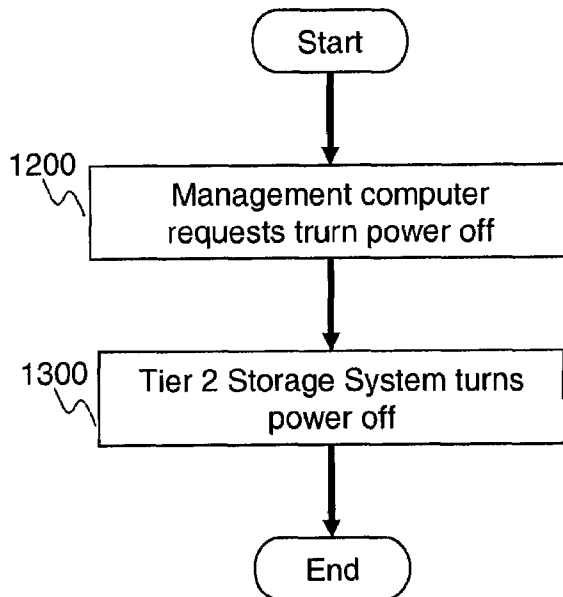 Start
1200
Management computer
requests trurn power off
1300
Tier 2 Storage System turns
power off
End